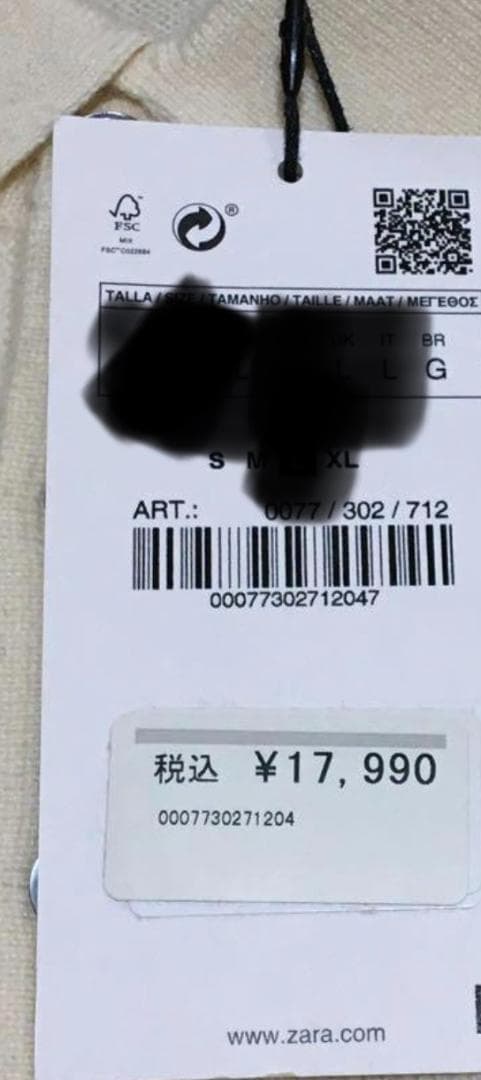 FSC
MIX
®
TALLA / SIZE / TAMANHO / TAILLE / MAAT / ΜΕΓΕΘΟΣ
UK IT BR
L L G
S M XL
ART.: 0077 / 302 / 712
00077302712047
税込 ¥17,990
0007730271204
www.zara.com